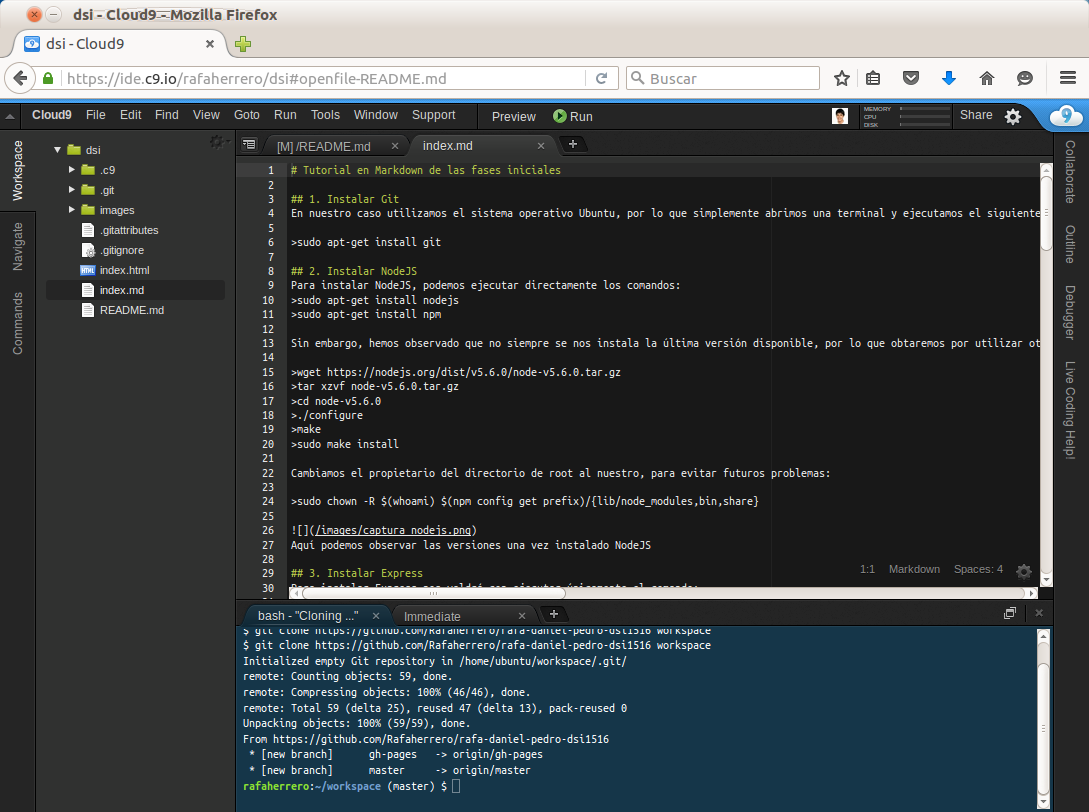 dsi - Cloud9 - Mozilla Firefox
dsi - Cloud9
https://ide.c9.io/rafaherrero/dsi#openfile-README.md
Buscar
Cloud9 File Edit Find View Goto Run Tools Window Support Preview Run
MEMORY
CPU
DISK
Share
9
Workspace
Navigate
Commands
dsi
.c9
.git
images
.gitattributes
.gitignore
HTML index.html
index.md
README.md
[M] /README.md
index.md
1 # Tutorial en Markdown de las fases iniciales
2
3 ## 1. Instalar Git
4 En nuestro caso utilizamos el sistema operativo Ubuntu, por lo que simplemente abrimos una terminal y ejecutamos el siguiente
5
6 >sudo apt-get install git
7
8 ## 2. Instalar NodeJS
9 Para instalar NodeJS, podemos ejecutar directamente los comandos:
10 >sudo apt-get install nodejs
11 >sudo apt-get install npm
12
13 Sin embargo, hemos observado que no siempre se nos instala la última versión disponible, por lo que obtaremos por utilizar ot
14
15 >wget https://nodejs.org/dist/v5.6.0/node-v5.6.0.tar.gz
16 >tar xzvf node-v5.6.0.tar.gz
17 >cd node-v5.6.0
18 >./configure
19 >make
20 >sudo make install
21
22 Cambiamos el propietario del directorio de root al nuestro, para evitar futuros problemas:
23
24 >sudo chown -R $(whoami) $(npm config get prefix)/{lib/node_modules,bin,share}
25
26 ![](/images/captura_nodejs.png)
27 Aquí podemos observar las versiones una vez instalado NodeJS
28
29 ## 3. Instalar Express
30
1:1 Markdown Spaces: 4
Collaborate
Outline
Debugger
Live Coding Help!
bash - "Cloning ..."
Immediate
$ git clone https://github.com/Rafaherrero/rafa-daniel-pedro-dsi1516 workspace
$ git clone https://github.com/Rafaherrero/rafa-daniel-pedro-dsi1516 workspace
Initialized empty Git repository in /home/ubuntu/workspace/.git/
remote: Counting objects: 59, done.
remote: Compressing objects: 100% (46/46), done.
remote: Total 59 (delta 25), reused 47 (delta 13), pack-reused 0
Unpacking objects: 100% (59/59), done.
From https://github.com/Rafaherrero/rafa-daniel-pedro-dsi1516
* [new branch] gh-pages -> origin/gh-pages
* [new branch] master -> origin/master
rafaherrero:~/workspace (master) $